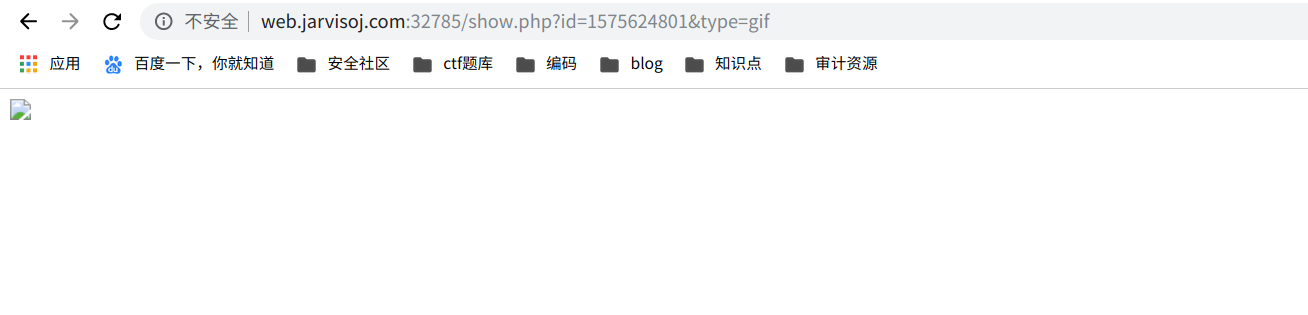 不安全 web.jarvisoj.com:32785/show.php?id=1575624801&type=gif
应用 百度一下，你就知道 安全社区 ctf题库 编码 blog 知识点 审计资源